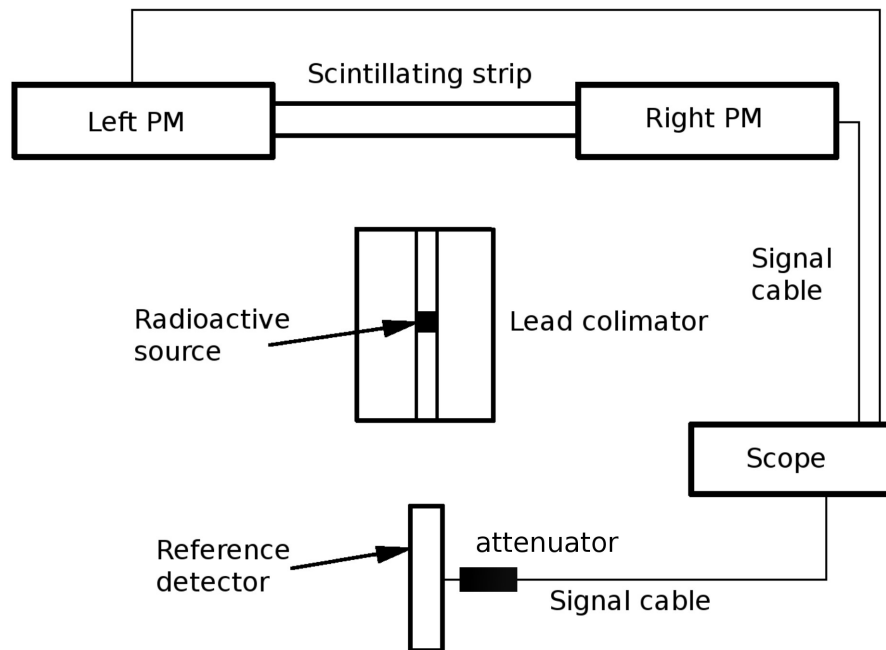 Scintillating strip
Left PM
Right PM
Signal
cable
Radioactive
source
Lead colimator
Scope
Reference
detector
attenuator
Signal cable